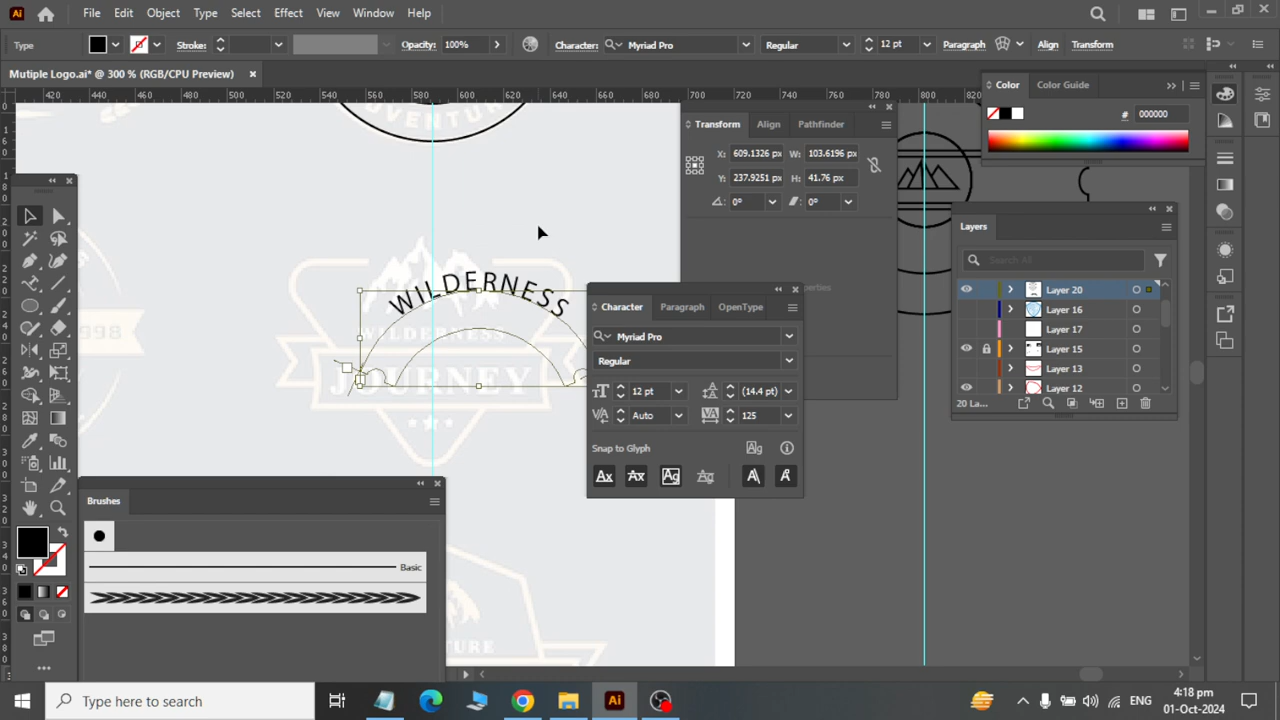 Ai File Edit Object Type Select Effect View Window Help
Type Stroke: Opacity: 100% Character: Myriad Pro Regular 12 pt Paragraph Align Transform
Mutiple Logo.ai* @ 300 % (RGB/CPU Preview)
420 440 460 480 500 520 540 560 580 600 620 640 660 680 700 720 740 760 780 800 820
Color Color Guide
# 000000
Transform Align Pathfinder
X: 609.1326 px W: 103.6196 px
Y: 237.9251 px H: 41.76 px
0° 0°
ADVENTURE
Layers
Search All
Layer 20
Layer 16
Layer 17
Layer 15
Layer 13
Layer 12
20 La...
WILDERNESS
WILDERNESS
JOURNEY
1998
Character Paragraph OpenType
Myriad Pro
Regular
12 pt (14.4 pt)
Auto 125
Snap to Glyph
Brushes
Basic
Type here to search
ENG
4:18 pm
01-Oct-2024